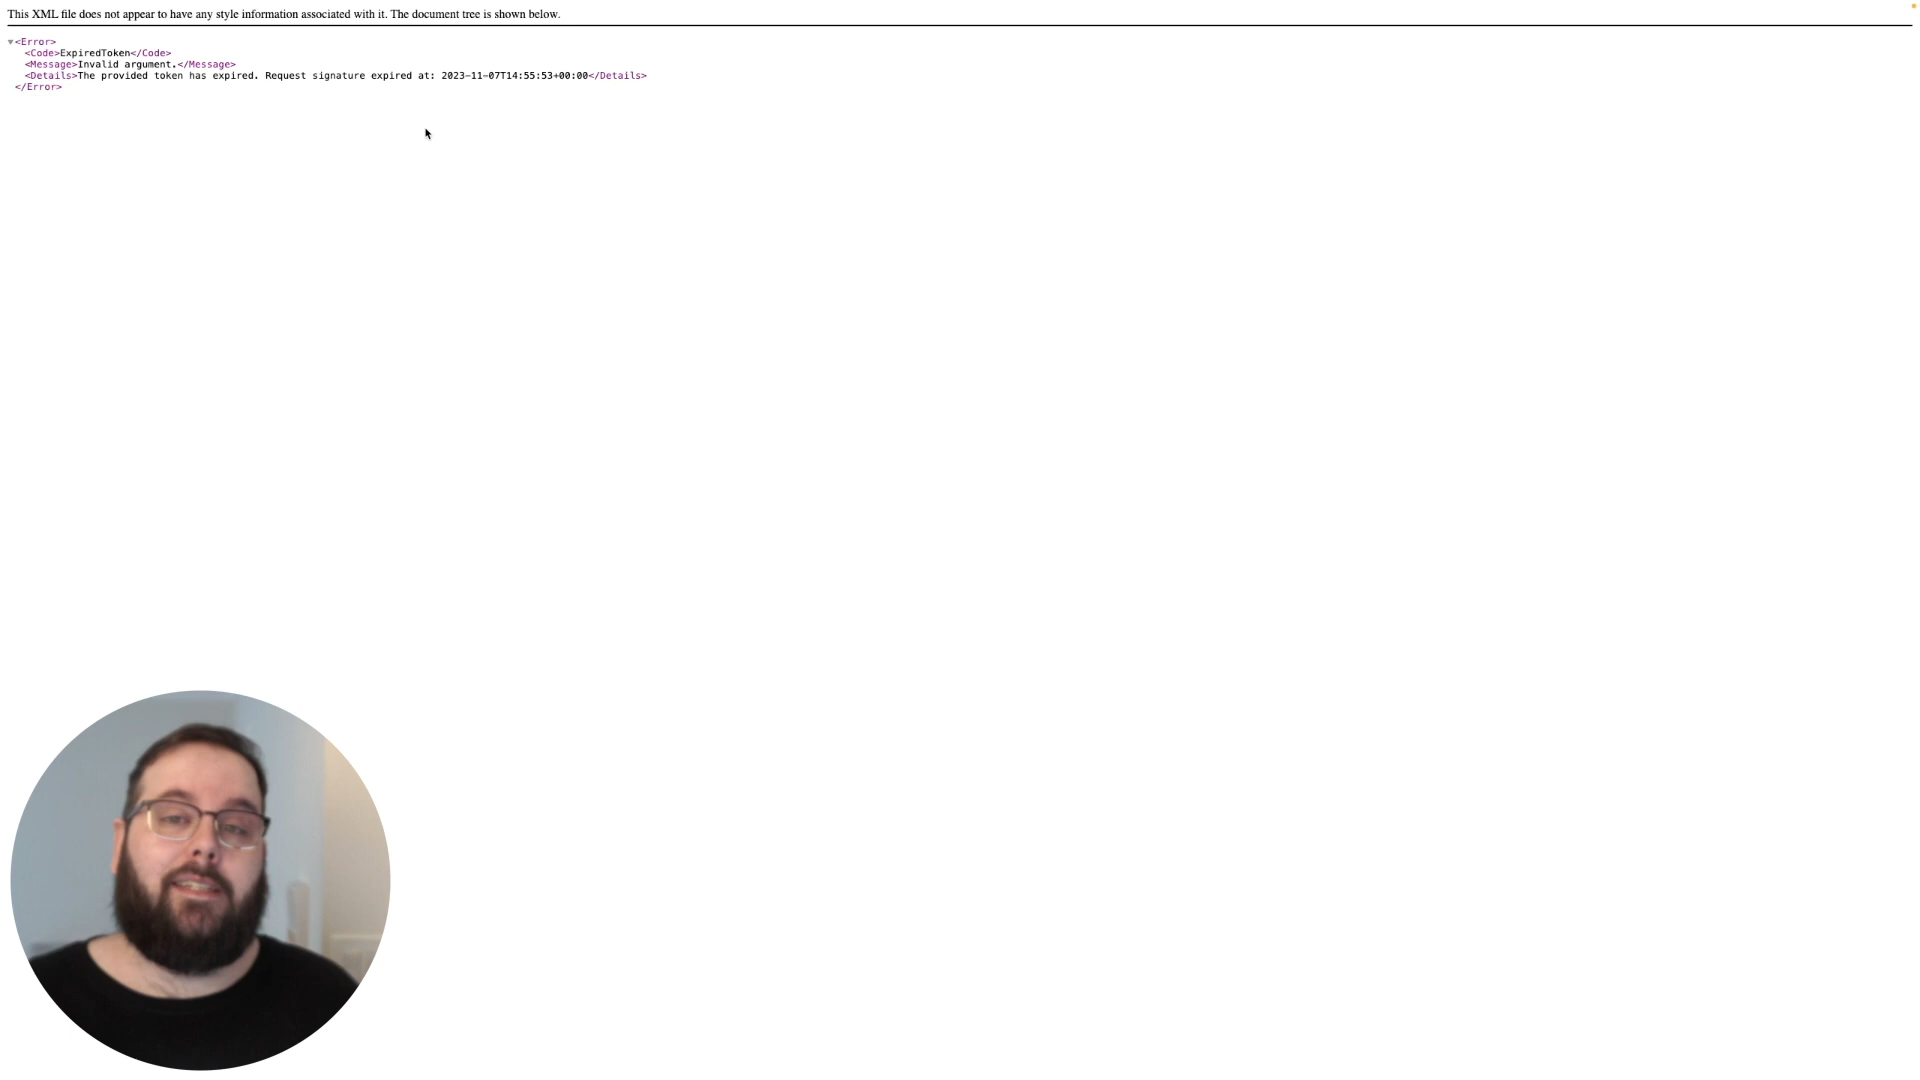 This XML file does not appear to have any style information associated with it. The document tree is shown below.
▼<Error>
<Code>ExpiredToken</Code>
<Message>Invalid argument.</Message>
<Details>The provided token has expired. Request signature expired at: 2023-11-07T14:55:53+00:00</Details>
</Error>